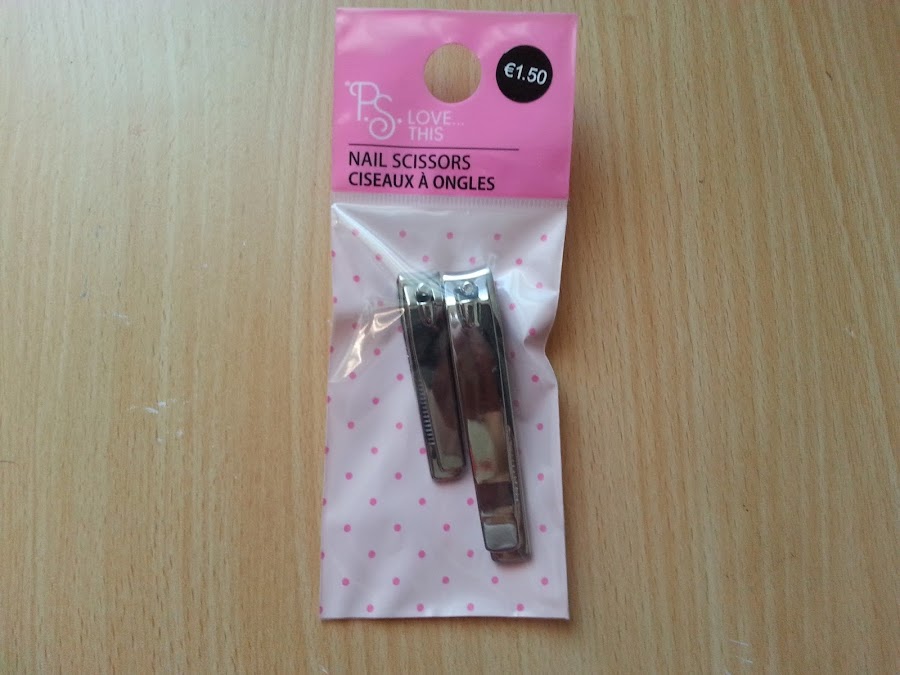 €1.50
P.S.
LOVE...
THIS
NAIL SCISSORS
CISEAUX À ONGLES